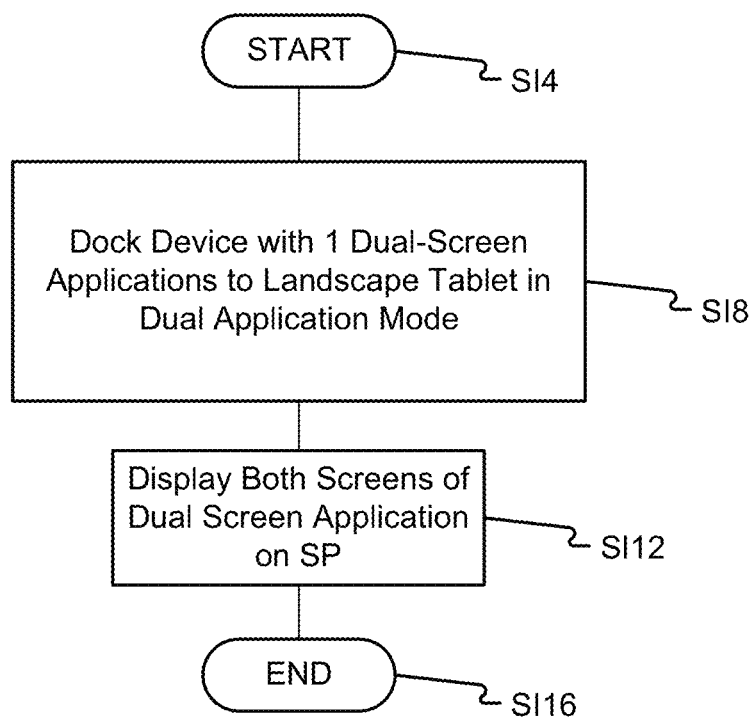 START
SI4
Dock Device with 1 Dual-Screen
Applications to Landscape Tablet in
Dual Application Mode
SI8
Display Both Screens of
Dual Screen Application
on SP
SI12
END
SI16